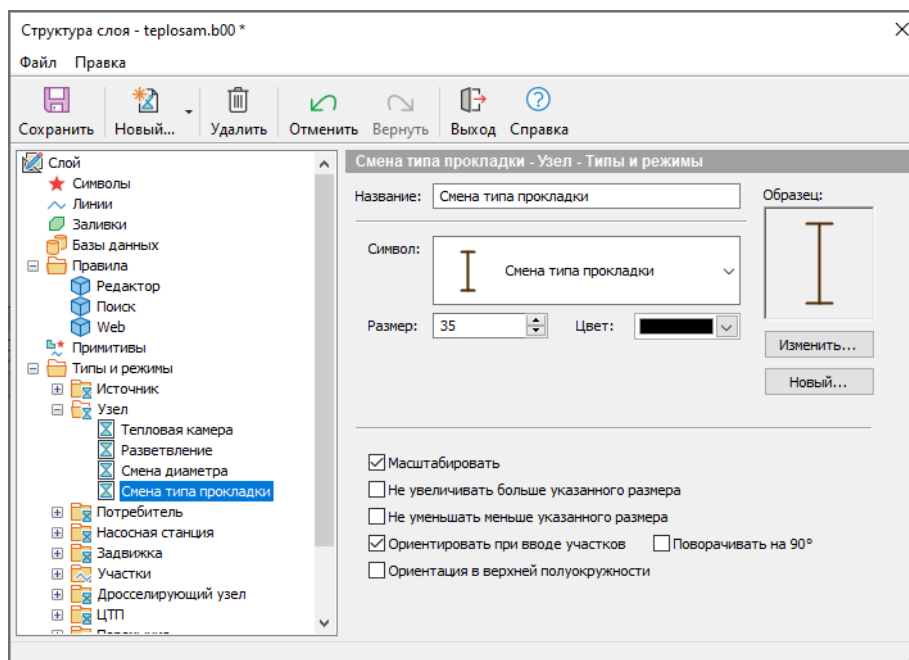 Структура слоя - teplosam.b00 *
Файл Правка
Сохранить Новый... Удалить Отменить Вернуть Выход Справка
Слой
Символы
Линии
Заливки
Базы данных
Правила
Редактор
Поиск
Web
Примитивы
Типы и режимы
Источник
Узел
Тепловая камера
Разветвление
Смена диаметра
Смена типа прокладки
Потребитель
Насосная станция
Задвижка
Участки
Дросселирующий узел
ЦТП
Смена типа прокладки - Узел - Типы и режимы
Название: Смена типа прокладки
Образец:
Символ: Смена типа прокладки
Размер: 35 Цвет:
Изменить...
Новый...
Масштабировать
Не увеличивать больше указанного размера
Не уменьшать меньше указанного размера
Ориентировать при вводе участков Поворачивать на 90°
Ориентация в верхней полуокружности